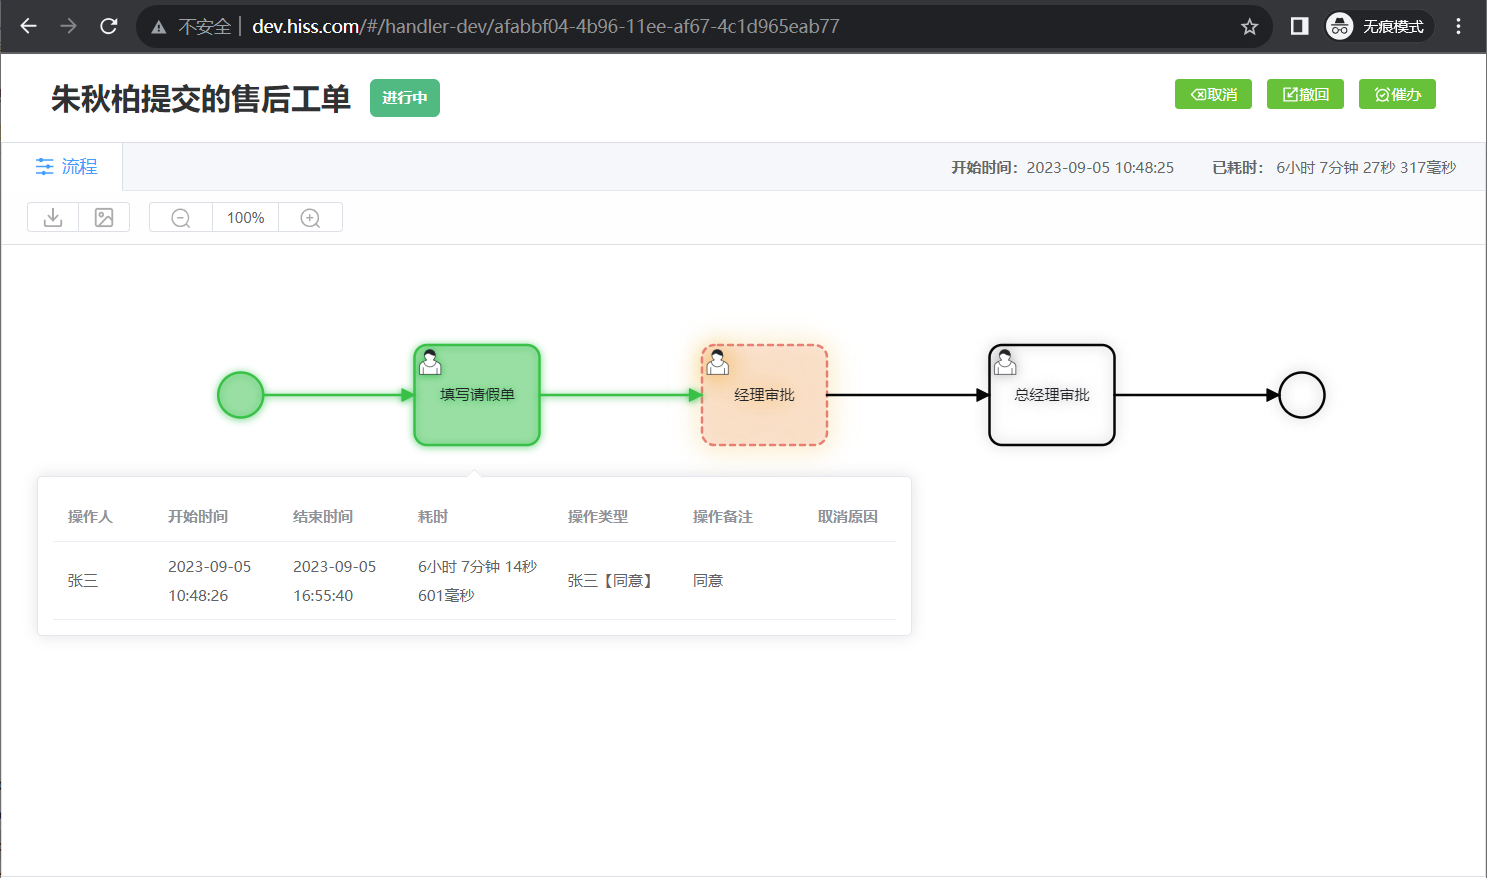 不安全 dev.hiss.com/#/handler-dev/afabbf04-4b96-11ee-af67-4c1d965eab77 无痕模式
朱秋柏提交的售后工单 进行中 取消 撤回 催办
流程 开始时间：2023-09-05 10:48:25 已耗时： 6小时 7分钟 27秒 317毫秒
100%
填写请假单 经理审批 总经理审批
操作人 开始时间 结束时间 耗时 操作类型 操作备注 取消原因
张三 2023-09-05 10:48:26 2023-09-05 16:55:40 6小时 7分钟 14秒 601毫秒 张三【同意】 同意